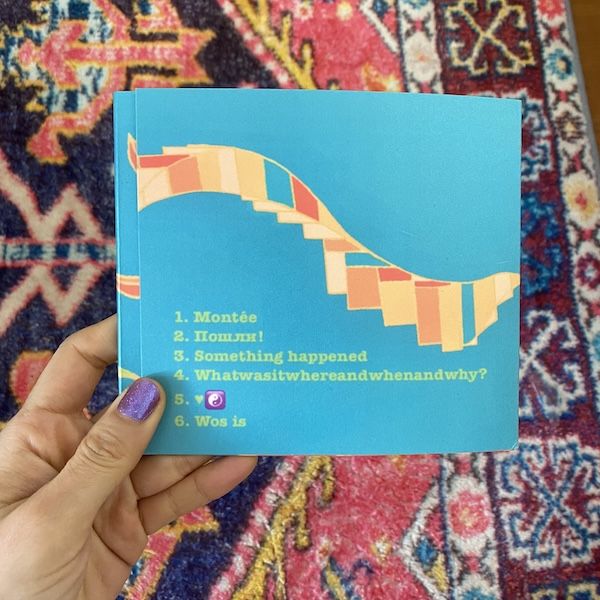 1. Montée
2. Пошли!
3. Something happened
4. Whatwasitwhereandwhenandwhy?
5. ♥☯
6. Wos is